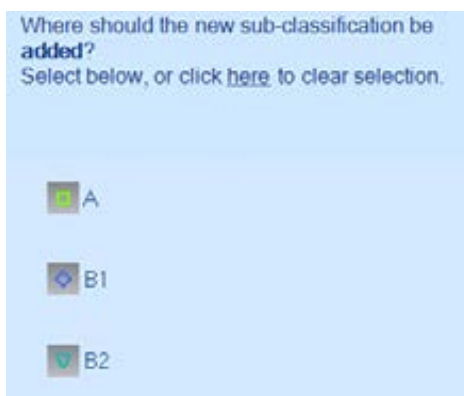 Where should the new sub-classification be
added?
Select below, or click here to clear selection.
A
B1
B2